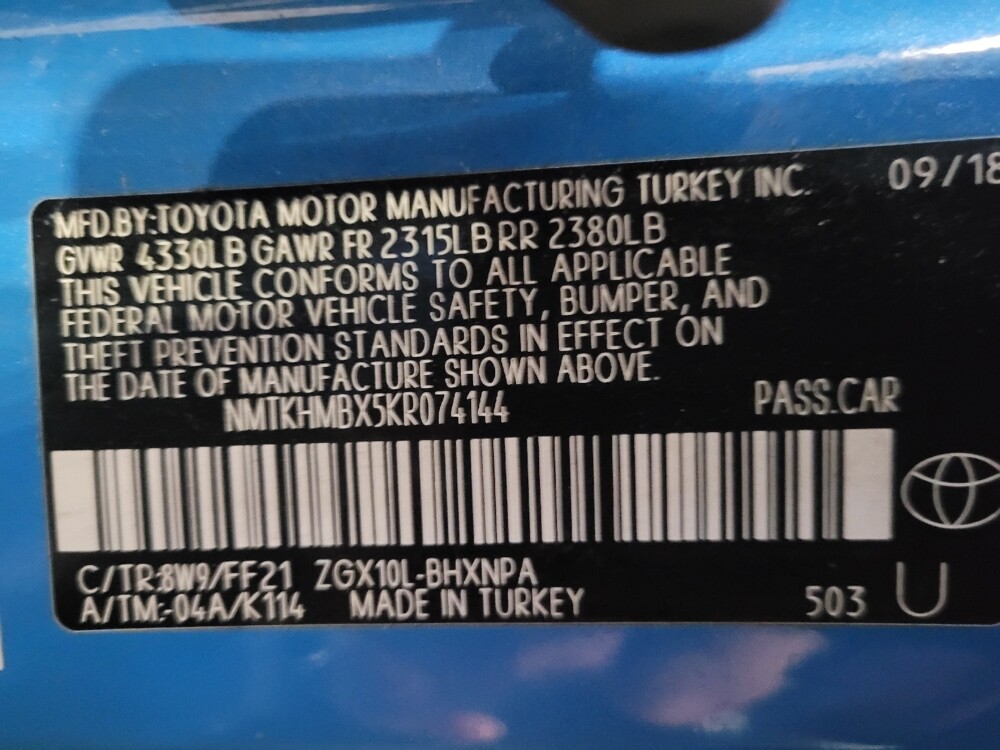 09/18
MFD.BY:TOYOTA MOTOR MANUFACTURING TURKEY INC.
GVWR 4330LB GAWR FR 2315LB RR 2380LB
THIS VEHICLE CONFORMS TO ALL APPLICABLE
FEDERAL MOTOR VEHICLE SAFETY, BUMPER, AND
THEFT PREVENTION STANDARDS IN EFFECT ON
THE DATE OF MANUFACTURE SHOWN ABOVE.
NMTKHMBX5KR074144 PASS.CAR
C/TR:8W9/FF21 ZGX10L-BHXNPA
A/TM:-04A/K114 MADE IN TURKEY 503 U